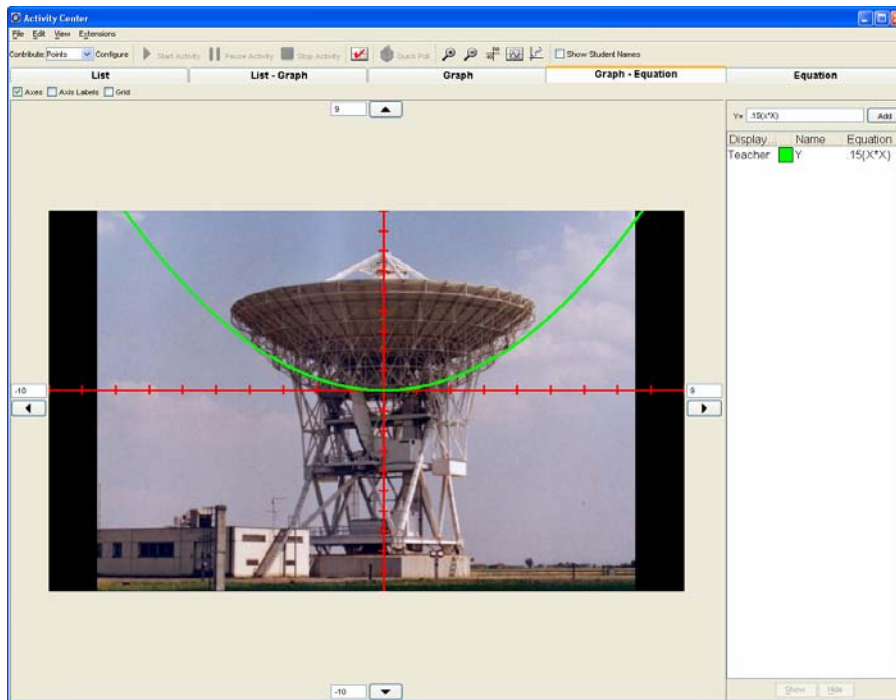 Activity Center
File Edit View Extensions
Contribute: Points Configure Start Activity Pause Activity Stop Activity Quick Poll Show Student Names
List List - Graph Graph Graph - Equation Equation
Axes Axis Labels Grid
9
Y= .15(X*X) Add
Display Name Equation
Teacher Y .15(X*X)
-10 9
-10
Show Hide